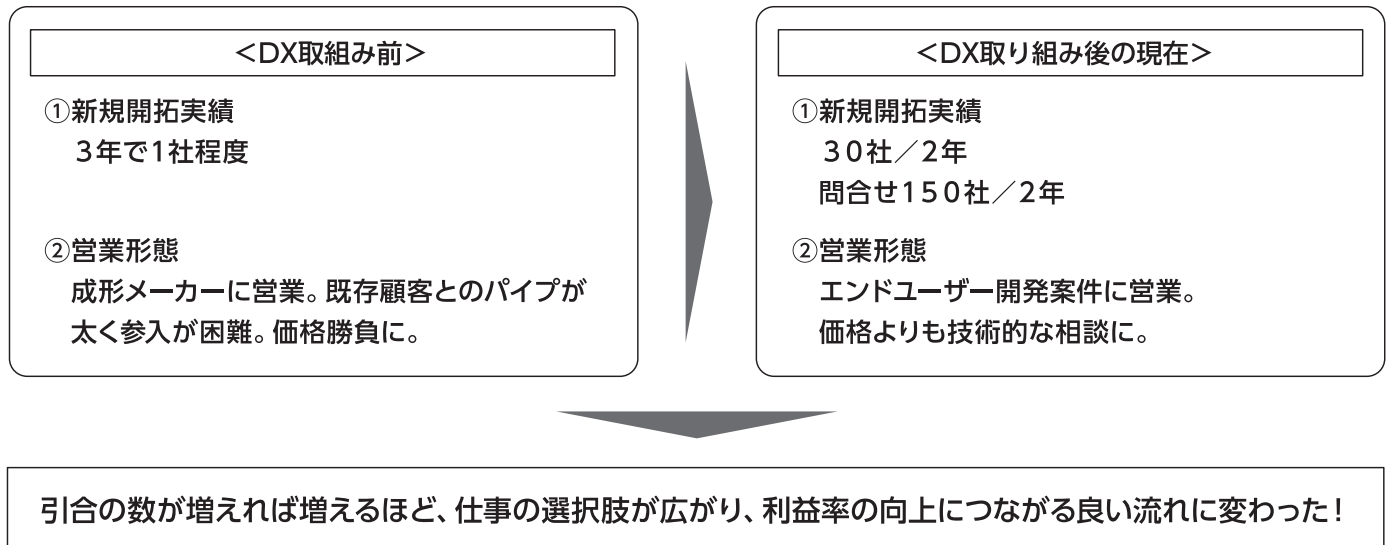 <DX取組み前>
①新規開拓実績
3年で1社程度
②営業形態
成形メーカーに営業。既存顧客とのパイプが
太く参入が困難。価格勝負に。
<DX取り組み後の現在>
①新規開拓実績
30社/2年
問合せ150社/2年
②営業形態
エンドユーザー開発案件に営業。
価格よりも技術的な相談に。
引合の数が増えれば増えるほど、仕事の選択肢が広がり、利益率の向上につながる良い流れに変わった!